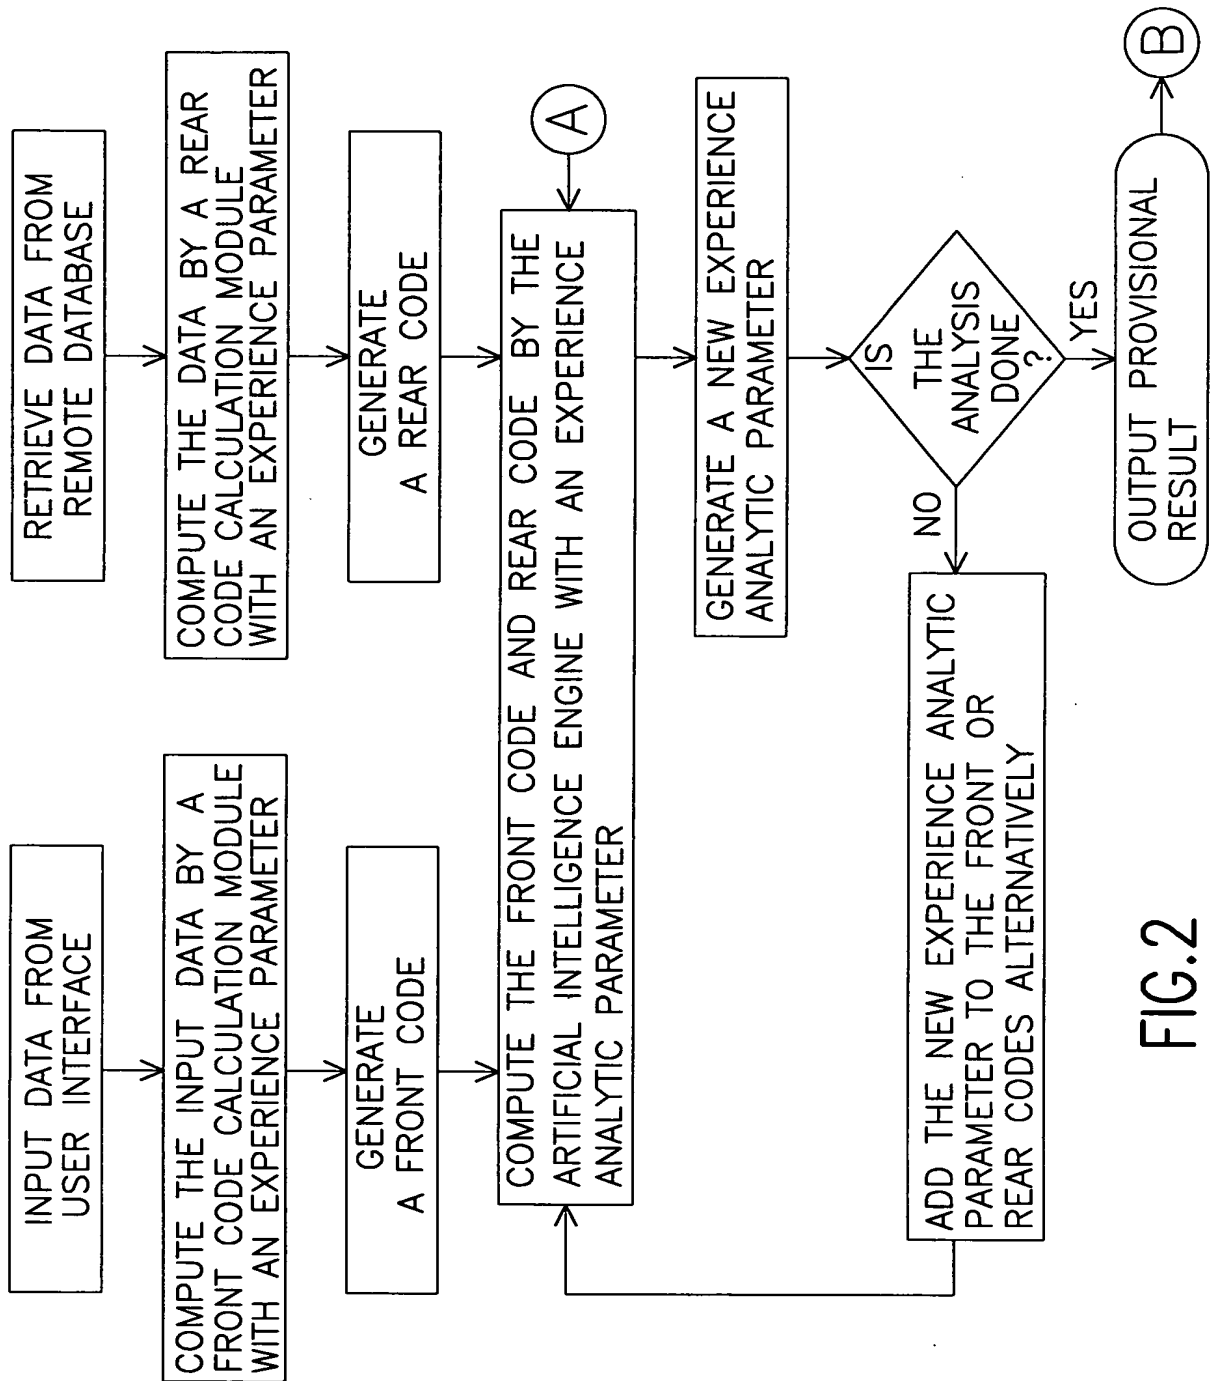 INPUT DATA FROM
USER INTERFACE
COMPUTE THE INPUT DATA BY A
FRONT CODE CALCULATION MODULE
WITH AN EXPERIENCE PARAMETER
GENERATE
A FRONT CODE
RETRIEVE DATA FROM
REMOTE DATABASE
COMPUTE THE DATA BY A REAR
CODE CALCULATION MODULE
WITH AN EXPERIENCE PARAMETER
GENERATE
A REAR CODE
A
COMPUTE THE FRONT CODE AND REAR CODE BY THE
ARTIFICIAL INTELLIGENCE ENGINE WITH AN EXPERIENCE
ANALYTIC PARAMETER
GENERATE A NEW EXPERIENCE
ANALYTIC PARAMETER
IS
THE
ANALYSIS
DONE
?
NO
YES
ADD THE NEW EXPERIENCE ANALYTIC
PARAMETER TO THE FRONT OR
REAR CODES ALTERNATIVELY
OUTPUT PROVISIONAL
RESULT
B
FIG.2